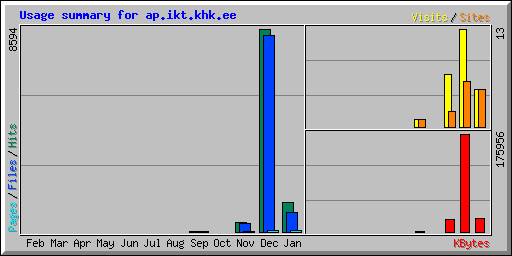 Usage summary for ap.ikt.khk.ee
Visits/Sites
8594
13
Pages/Files/Hits
175956
Feb Mar Apr May Jun Jul Aug Sep Oct Nov Dec Jan
KBytes